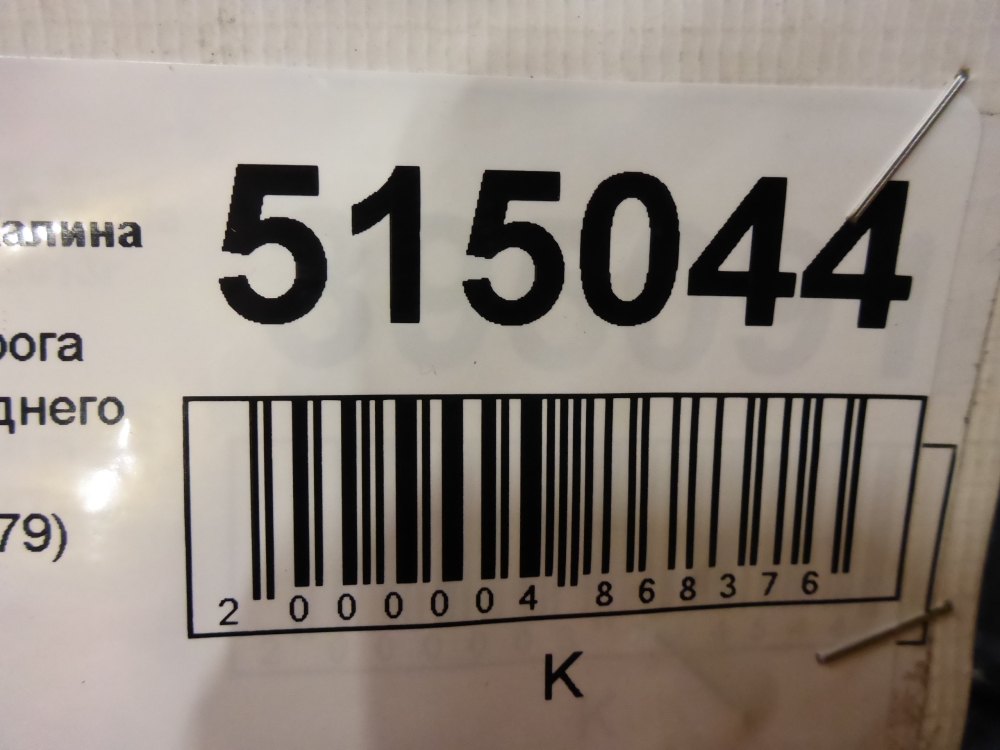 515044
алина
рога
днего
79)
2 000004 868376
K